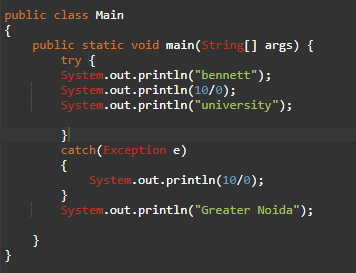 public class Main
{
    public static void main(String[] args) {
        try {
        System.out.println("bennett");
        System.out.println(10/0);
        System.out.println("university");
        }
        catch(Exception e)
        {
            System.out.println(10/0);
        }
        System.out.println("Greater Noida");
    }
}